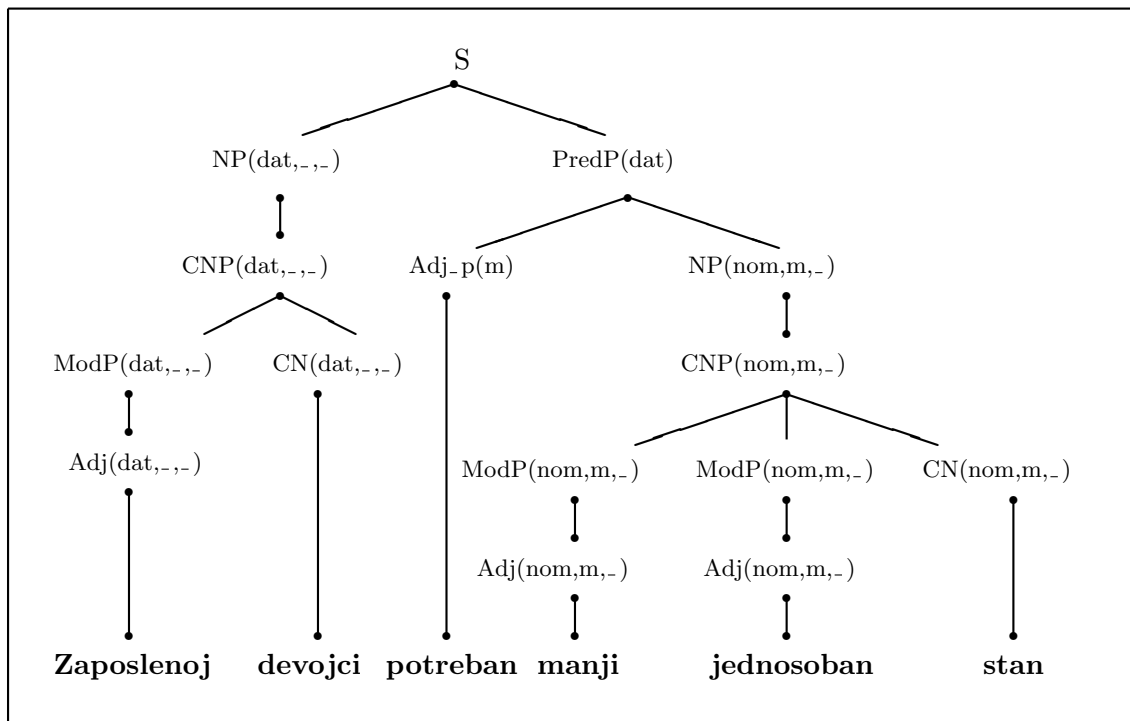 S
NP(dat,_,_) PredP(dat)
CNP(dat,_,_) Adj_p(m) NP(nom,m,_)
ModP(dat,_,_) CN(dat,_,_) CNP(nom,m,_)
Adj(dat,_,_) ModP(nom,m,_) ModP(nom,m,_) CN(nom,m,_)
Adj(nom,m,_) Adj(nom,m,_)
Zaposlenoj devojci potreban manji jednosoban stan